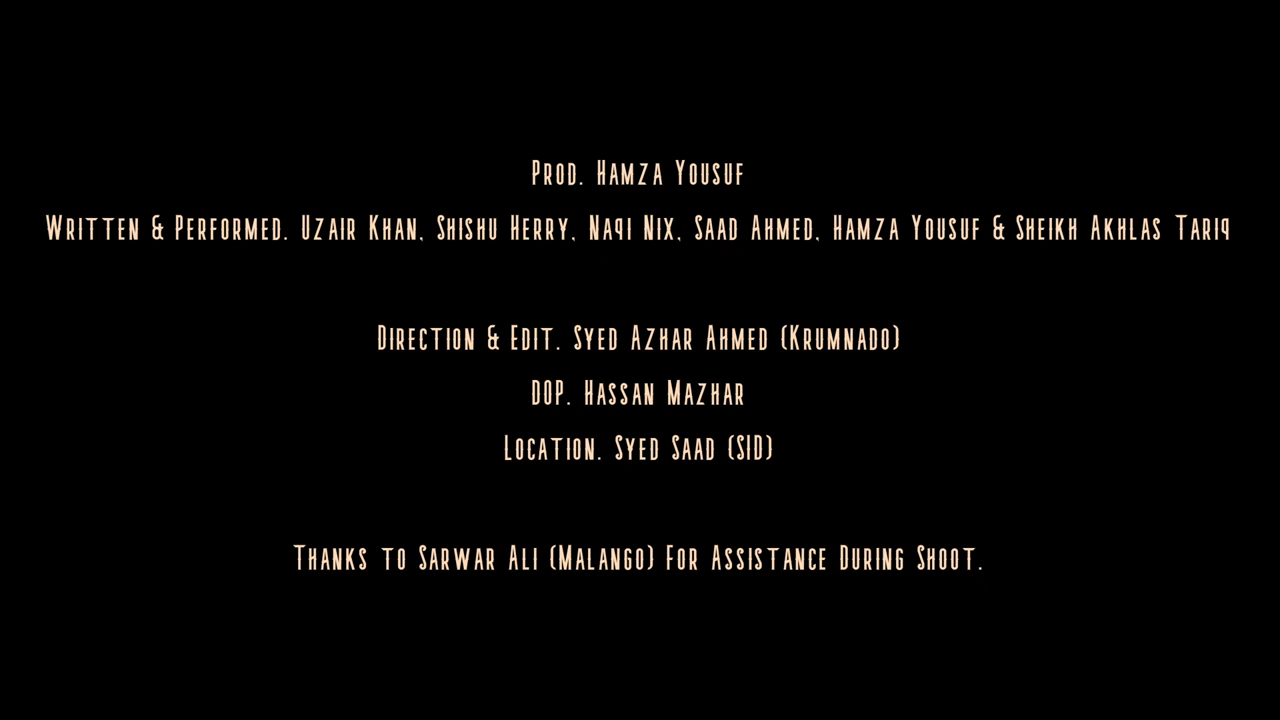 Prod. Hamza Yousuf
Written & Performed. Uzair Khan, Shishu Herry, Naqi Nix, Saad Ahmed, Hamza Yousuf & Sheikh Akhlas Tariq
Direction & Edit. Syed Azhar Ahmed (Krumnado)
DOP. Hassan Mazhar
Location. Syed Saad (SID)
Thanks to Sarwar Ali (Malango) For Assistance During Shoot.